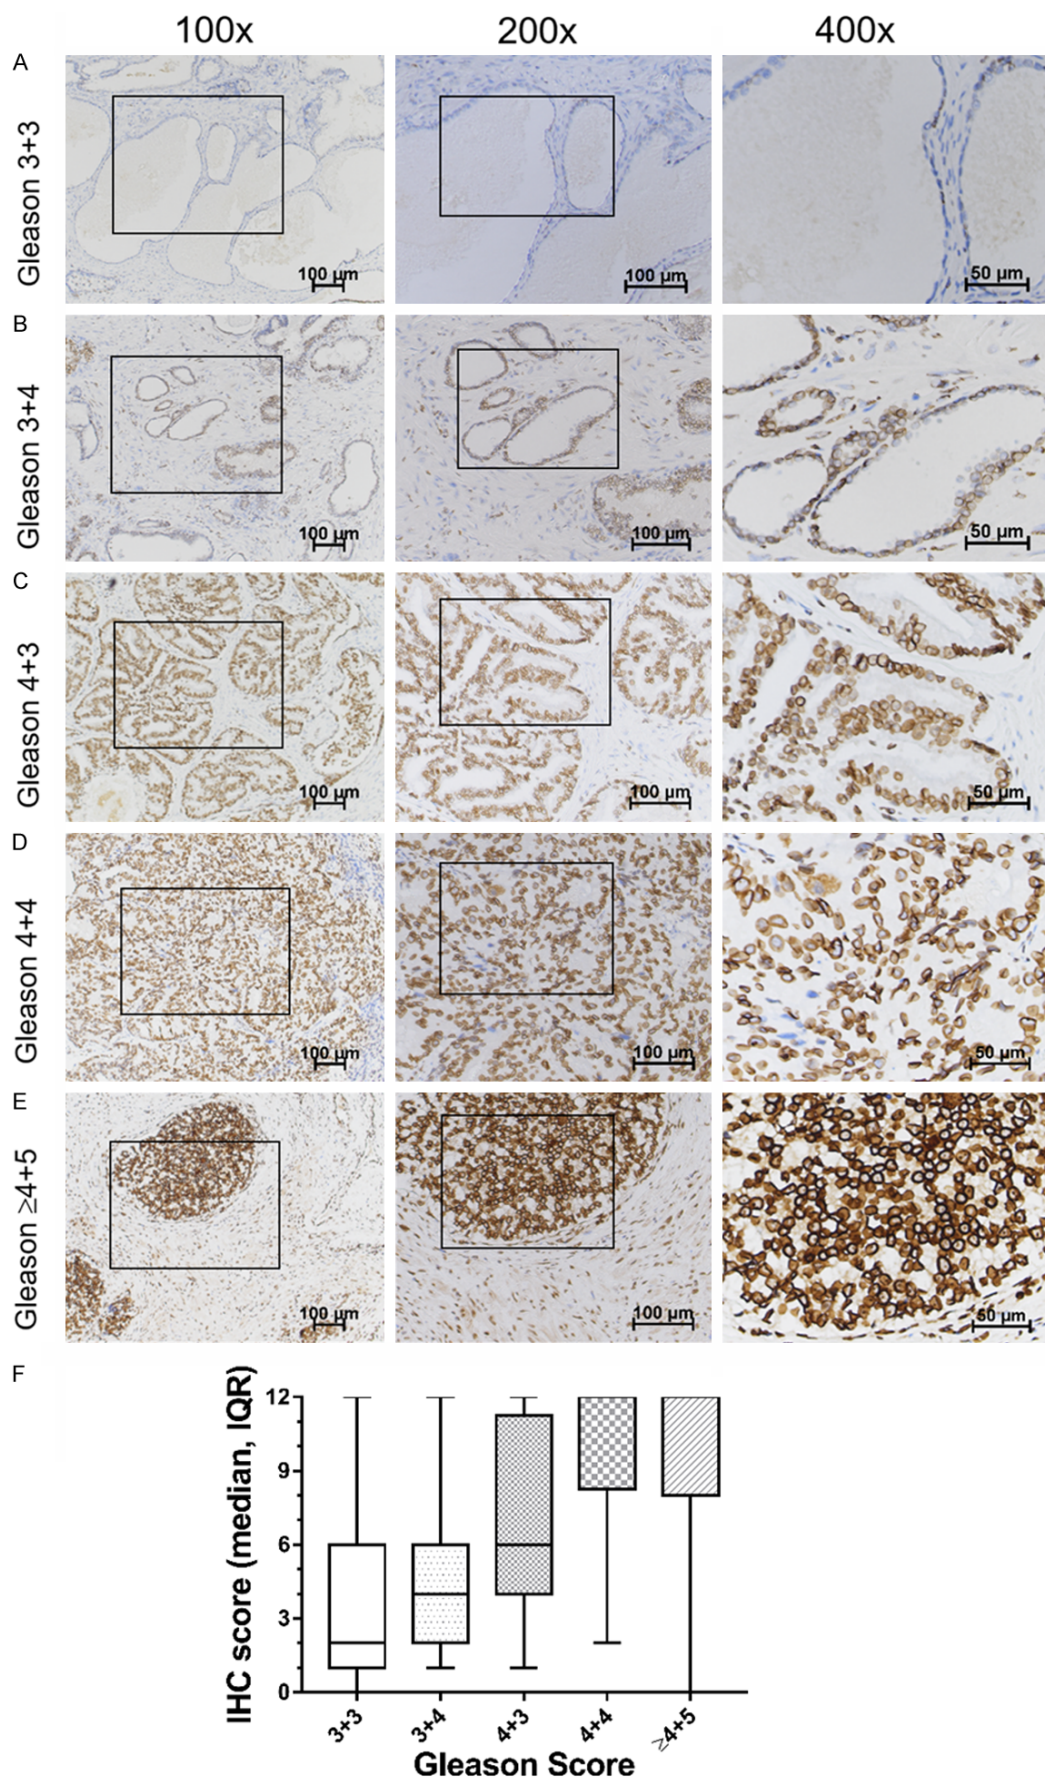 100x 200x 400x
A
Gleason 3+3
100 µm 100 µm 50 µm
B
Gleason 3+4
100 µm 100 µm 50 µm
C
Gleason 4+3
100 µm 100 µm 50 µm
D
Gleason 4+4
100 µm 100 µm 50 µm
E
Gleason ≥4+5
100 µm 100 µm 50 µm
F
IHC score (median, IQR)
12
9
6
3
0
3+3 3+4 4+3 4+4 ≥4+5
Gleason Score